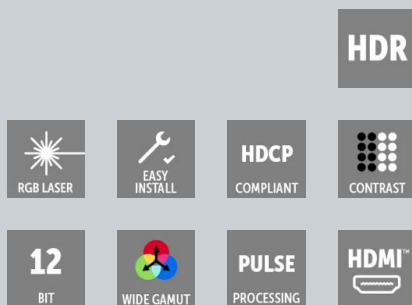 HDR
RGB LASER
EASY
INSTALL
HDCP
COMPLIANT
CONTRAST
12
BIT
WIDE GAMUT
PULSE
PROCESSING
HDMI™